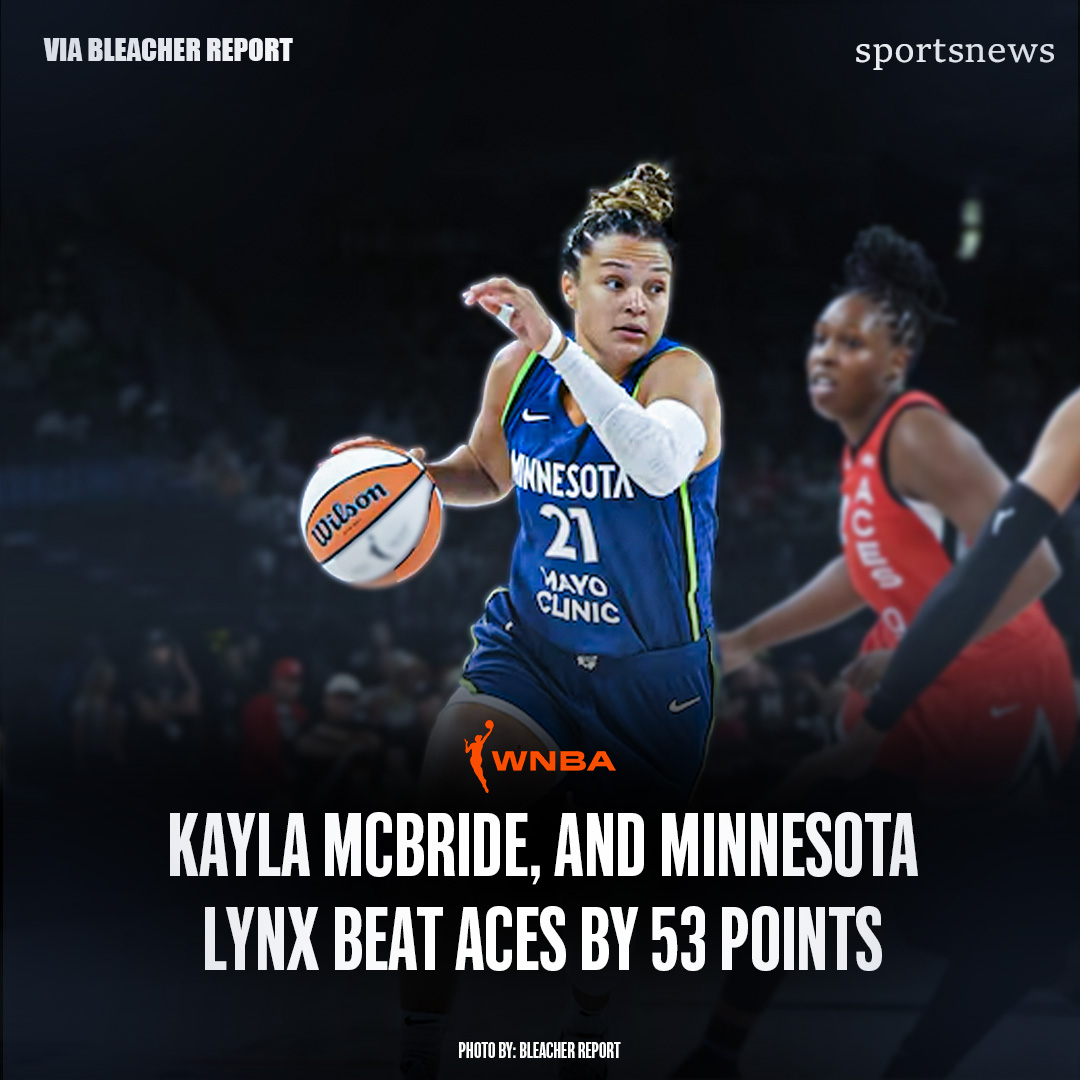 VIA BLEACHER REPORT
sportsnews
Wilson
MINNESOTA
21
MAYO
CLINIC
ACES
WNBA
KAYLA MCBRIDE, AND MINNESOTA
LYNX BEAT ACES BY 53 POINTS
PHOTO BY: BLEACHER REPORT